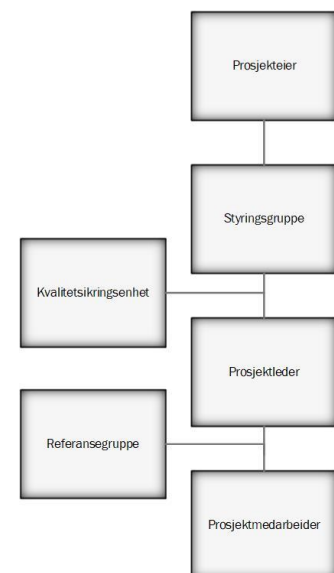 Prosjekteier
Styringsgruppe
Kvalitetsikringsenhet
Prosjektleder
Referansegruppe
Prosjektmedarbeider